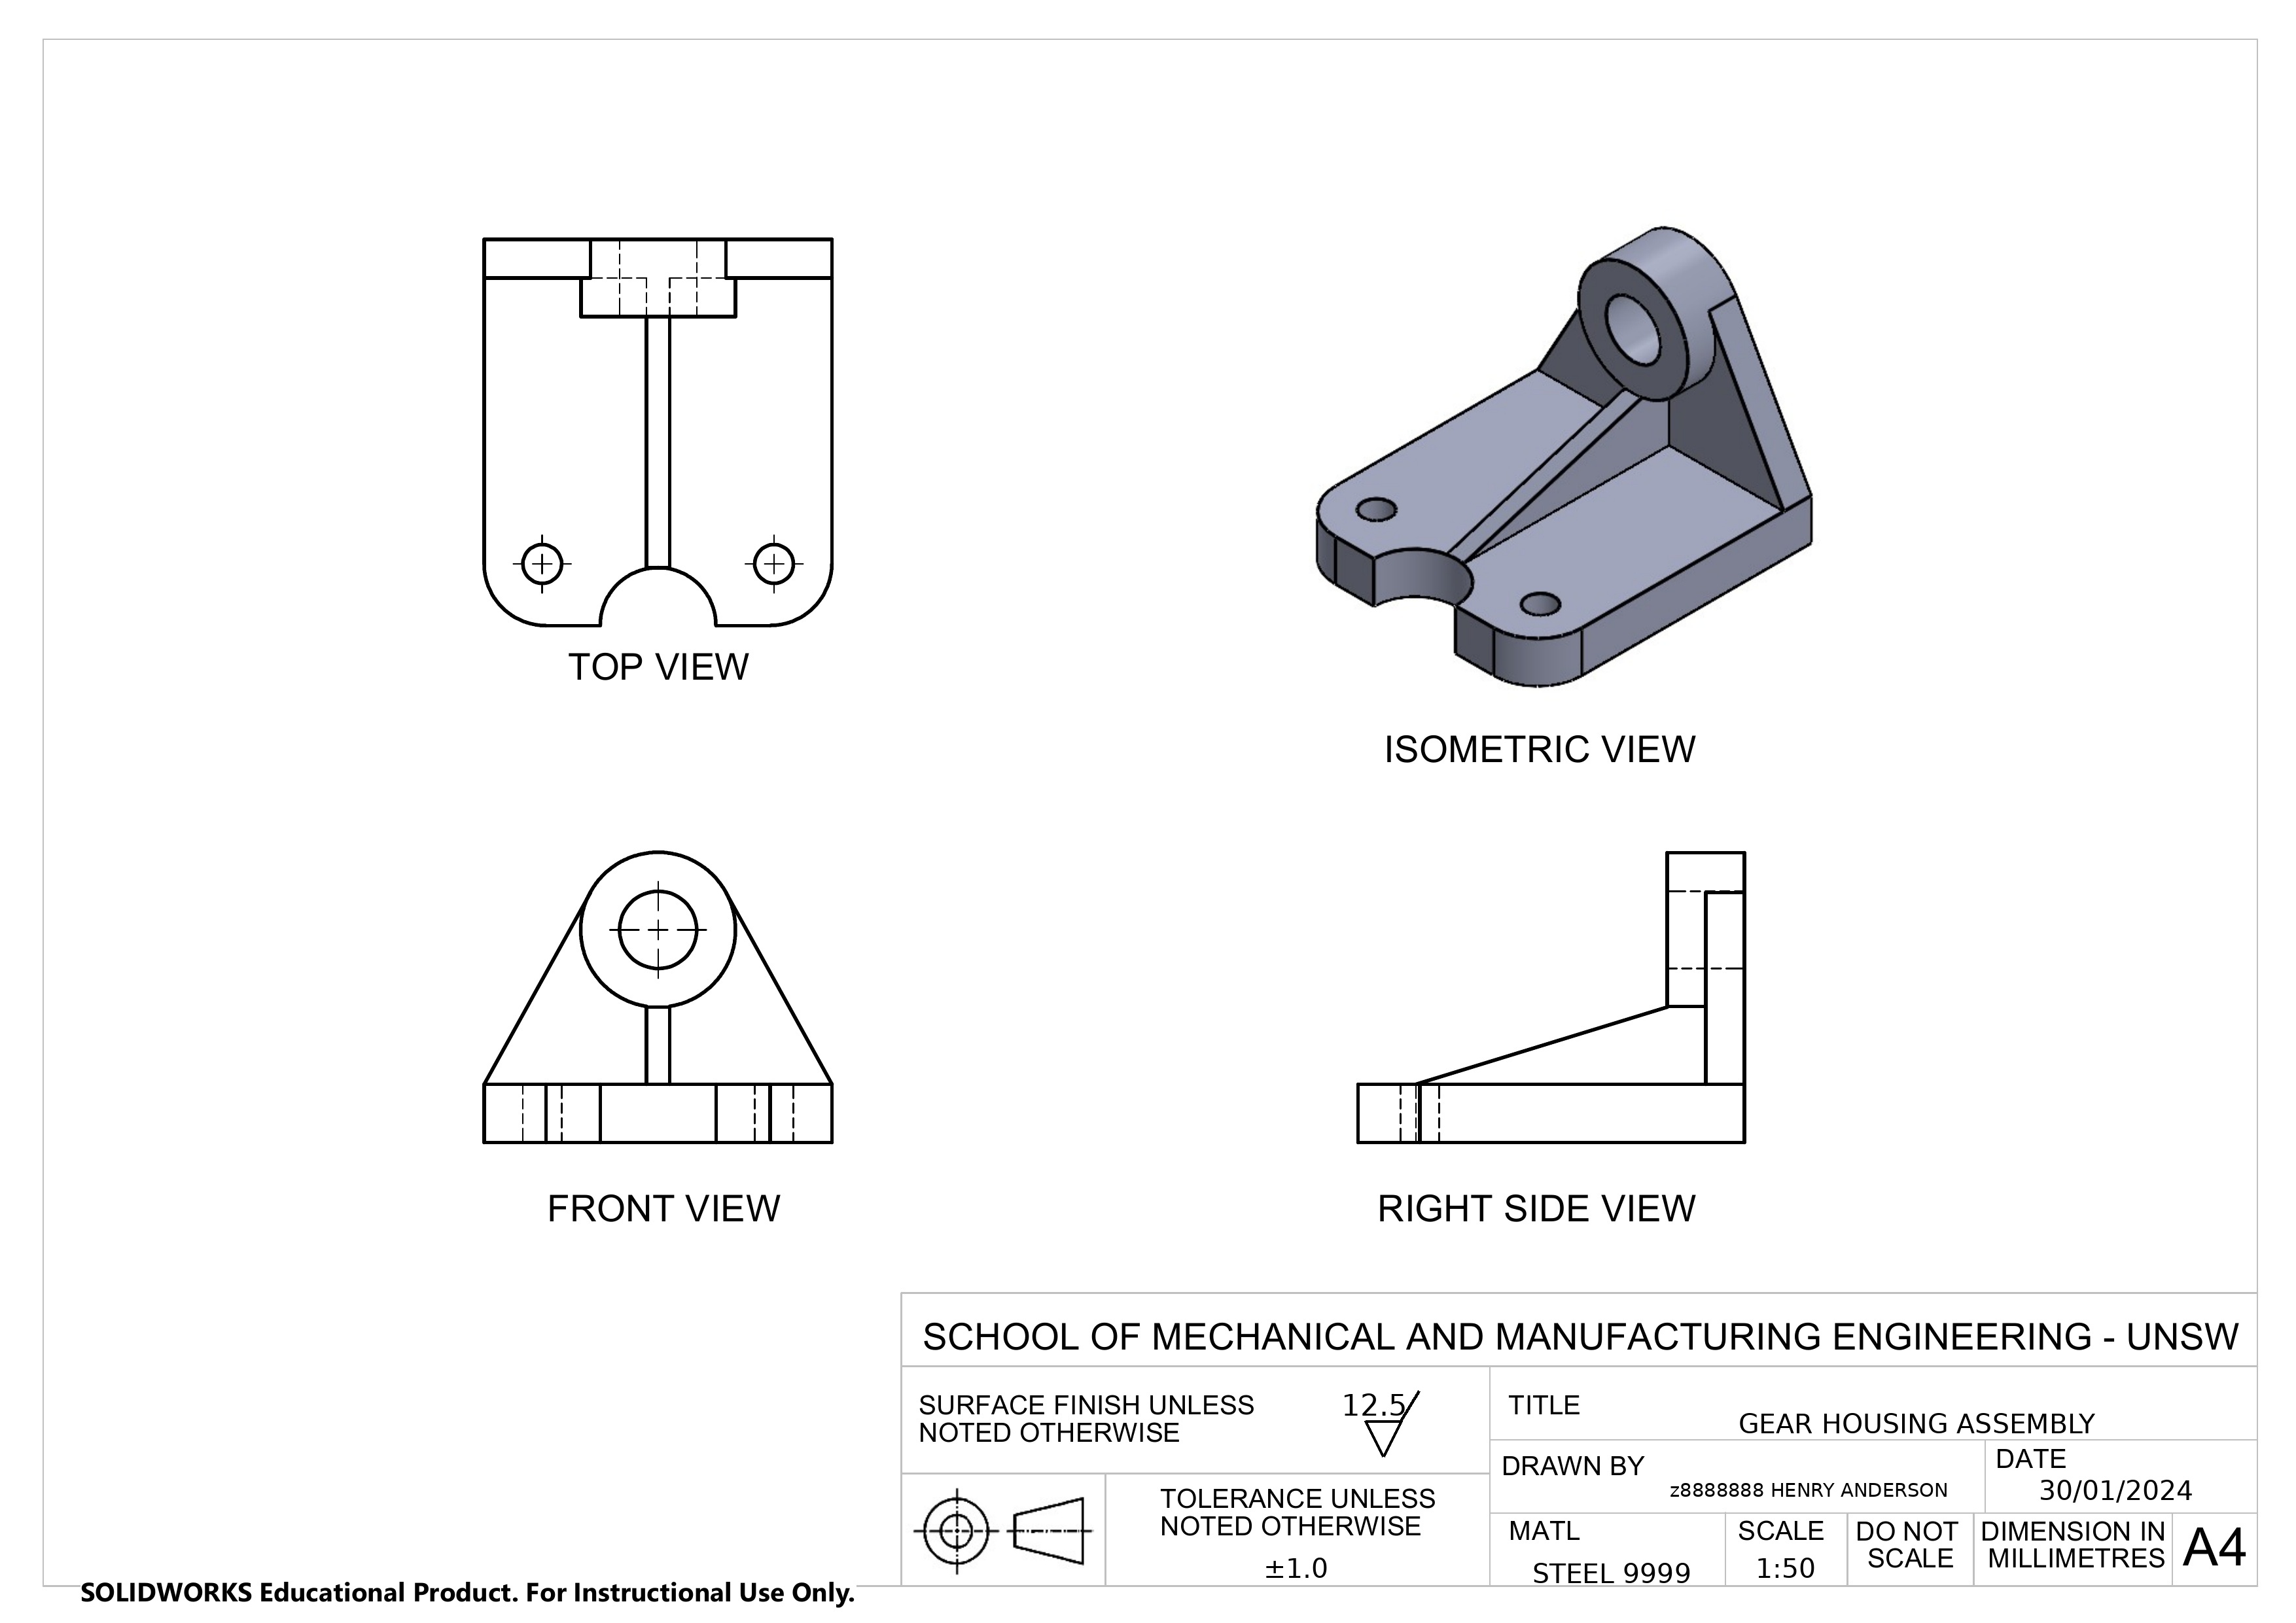 TOP VIEW
ISOMETRIC VIEW
FRONT VIEW
RIGHT SIDE VIEW
SCHOOL OF MECHANICAL AND MANUFACTURING ENGINEERING - UNSW
SURFACE FINISH UNLESS
NOTED OTHERWISE
12.5
TITLE
GEAR HOUSING ASSEMBLY
DRAWN BY
z8888888 HENRY ANDERSON
DATE
30/01/2024
TOLERANCE UNLESS
NOTED OTHERWISE
±1.0
MATL
STEEL 9999
SCALE
1:50
DO NOT
SCALE
DIMENSION IN
MILLIMETRES
A4
SOLIDWORKS Educational Product. For Instructional Use Only.